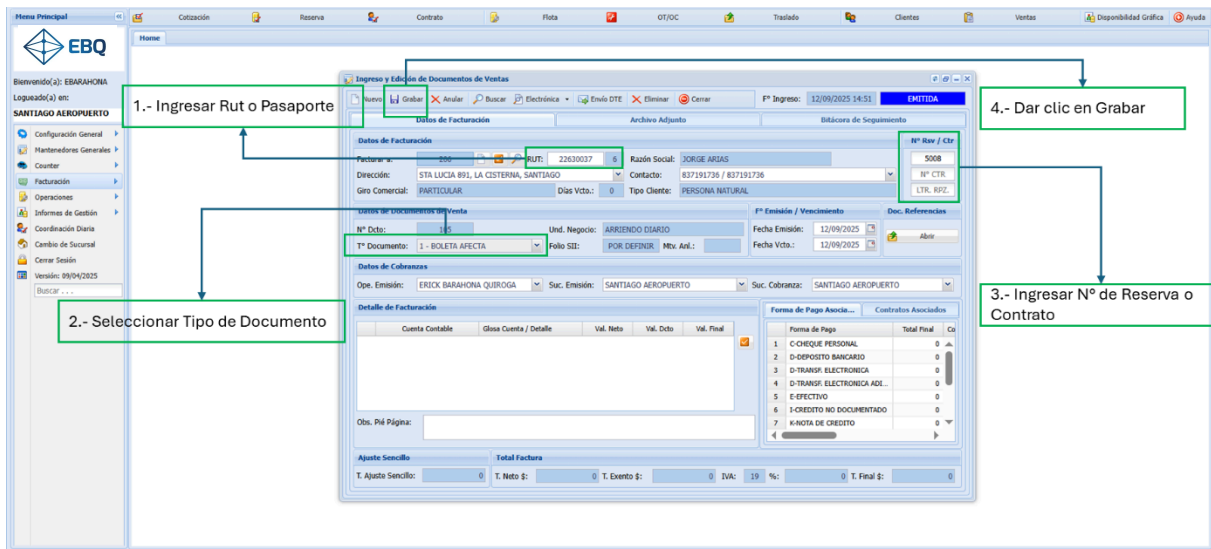 Menu Principal
Cotización
Reserva
Contrato
Flota
OT/OC
Traslado
Clientes
Ventas
Disponibilidad Gráfica
Ayuda
EBQ
Bienvenido(a): EBARAHONA
Logueado(a) en:
SANTIAGO AEROPUERTO
Configuración General
Mantenedores Generales
Counter
Facturación
Operaciones
Informes de Gestión
Coordinación Diaria
Cambio de Sucursal
Cerrar Sesión
Versión: 09/04/2025
Buscar . . .
Home
1.- Ingresar Rut o Pasaporte
2.- Seleccionar Tipo de Documento
3.- Ingresar N° de Reserva o
Contrato
4.- Dar clic en Grabar
Ingreso y Edición de Documentos de Ventas
Nuevo Grabar Anular Buscar Electrónica Envío DTE Eliminar Cerrar F° Ingreso: 12/09/2025 14:51 EMITIDA
Datos de Facturación Archivo Adjunto Bitácora de Seguimiento
Datos de Facturación N° Rsv / Ctr
Facturar a: 200 RUT: 22630037 6 Razón Social: JORGE ARIAS 5008
Dirección: STA LUCIA 891, LA CISTERNA, SANTIAGO Contacto: 837191736 / 837191736 N° CTR
Giro Comercial: PARTICULAR Días Vcto.: 0 Tipo Cliente: PERSONA NATURAL LTR. RPZ.
Datos de Documentos de Venta F° Emisión / Vencimiento Doc. Referencias
N° Dcto: 105 Und. Negocio: ARRIENDO DIARIO Fecha Emisión: 12/09/2025 Abrir
T° Documento: 1 - BOLETA AFECTA Folio SII: POR DEFINIR Mtv. Anl.: Fecha Vcto.: 12/09/2025
Datos de Cobranzas
Ope. Emisión: ERICK BARAHONA QUIROGA Suc. Emisión: SANTIAGO AEROPUERTO Suc. Cobranza: SANTIAGO AEROPUERTO
Detalle de Facturación Forma de Pago Asocia... Contratos Asociados
Cuenta Contable Glosa Cuenta / Detalle Val. Neto Val. Dcto Val. Final
Forma de Pago Total Final Co
1 C-CHEQUE PERSONAL 0
2 D-DEPOSITO BANCARIO 0
3 D-TRANSF. ELECTRONICA 0
4 D-TRANSF. ELECTRONICA ADI... 0
5 E-EFECTIVO 0
6 I-CREDITO NO DOCUMENTADO 0
7 K-NOTA DE CREDITO 0
Obs. Pié Página:
Ajuste Sencillo Total Factura
T. Ajuste Sencillo: 0 T. Neto $: 0 T. Exento $: 0 IVA: 19 %: 0 T. Final $: 0